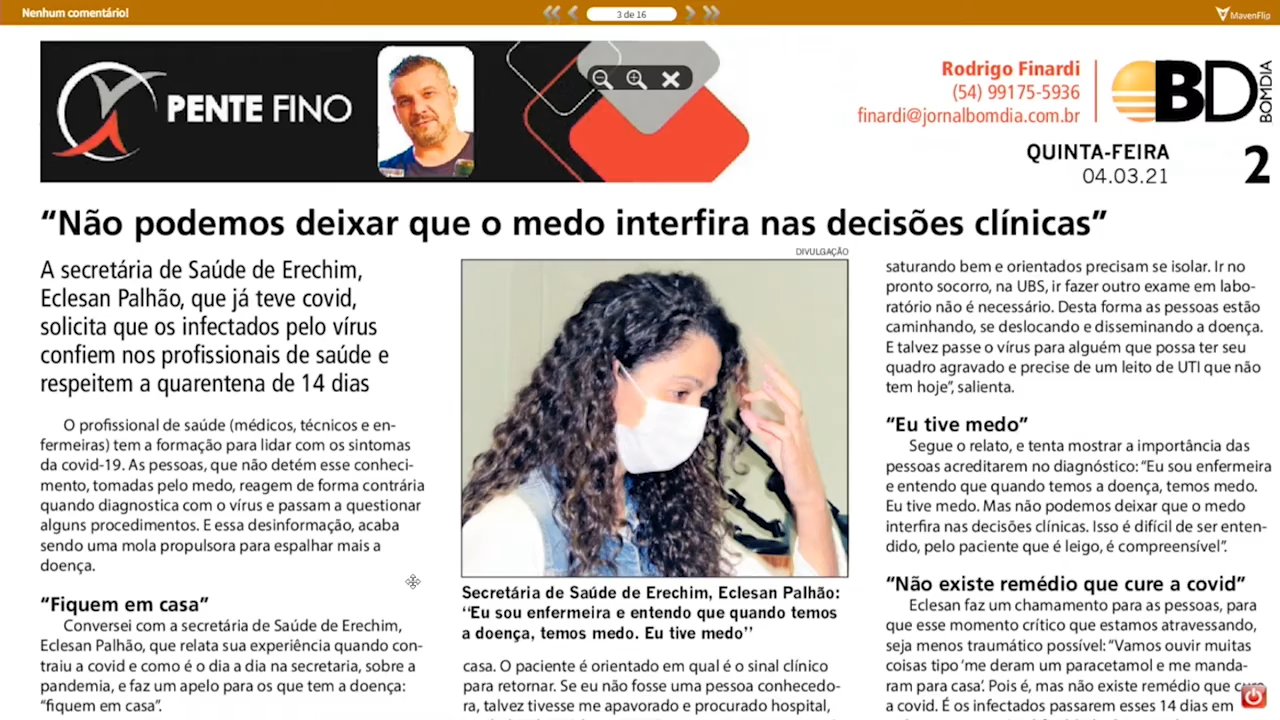 Nenhum comentário!
3 de 16
MavenFlip
PENTE FINO
Rodrigo Finardi
(54) 99175-5936
finardi@jornalbomdia.com.br
BD
BOMDIA
QUINTA-FEIRA
04.03.21
2
“Não podemos deixar que o medo interfira nas decisões clínicas”
A secretária de Saúde de Erechim,
Eclesan Palhão, que já teve covid,
solicita que os infectados pelo vírus
confiem nos profissionais de saúde e
respeitem a quarentena de 14 dias
O profissional de saúde (médicos, técnicos e en-
fermeiras) tem a formação para lidar com os sintomas
da covid-19. As pessoas, que não detém esse conheci-
mento, tomadas pelo medo, reagem de forma contrária
quando diagnostica com o vírus e passam a questionar
alguns procedimentos. E essa desinformação, acaba
sendo uma mola propulsora para espalhar mais a
doença.
“Fiquem em casa”
Conversei com a secretária de Saúde de Erechim,
Eclesan Palhão, que relata sua experiência quando con-
traiu a covid e como é o dia a dia na secretaria, sobre a
pandemia, e faz um apelo para os que tem a doença:
“fiquem em casa”.
DIVULGAÇÃO
Secretária de Saúde de Erechim, Eclesan Palhão:
‘‘Eu sou enfermeira e entendo que quando temos
a doença, temos medo. Eu tive medo’’
casa. O paciente é orientado em qual é o sinal clínico
para retornar. Se eu não fosse uma pessoa conhecedo-
ra, talvez tivesse me apavorado e procurado hospital,
saturando bem e orientados precisam se isolar. Ir no
pronto socorro, na UBS, ir fazer outro exame em labo-
ratório não é necessário. Desta forma as pessoas estão
caminhando, se deslocando e disseminando a doença.
E talvez passe o vírus para alguém que possa ter seu
quadro agravado e precise de um leito de UTI que não
tem hoje”, salienta.
“Eu tive medo”
Segue o relato, e tenta mostrar a importância das
pessoas acreditarem no diagnóstico: “Eu sou enfermeira
e entendo que quando temos a doença, temos medo.
Eu tive medo. Mas não podemos deixar que o medo
interfira nas decisões clínicas. Isso é difícil de ser enten-
dido, pelo paciente que é leigo, é compreensível”.
“Não existe remédio que cure a covid”
Eclesan faz um chamamento para as pessoas, para
que esse momento crítico que estamos atravessando,
seja menos traumático possível: “Vamos ouvir muitas
coisas tipo ‘me deram um paracetamol e me manda-
ram para casa’. Pois é, mas não existe remédio que cure
a covid. É os infectados passarem esses 14 dias em